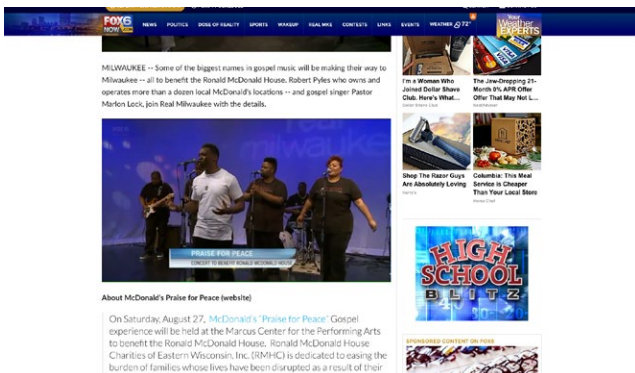 FOX6
NOW .COM
NEWS POLITICS DOSE OF REALITY SPORTS WAKEUP REAL MKE CONTESTS LINKS EVENTS WEATHER 72°
Your
Weather
EXPERTS
MILWAUKEE -- Some of the biggest names in gospel music will be making their way to
Milwaukee -- all to benefit the Ronald McDonald House. Robert Pyles who owns and
operates more than a dozen local McDonald's locations -- and gospel singer Pastor
Marlon Lock, join Real Milwaukee with the details.
real
milwaukee
PRAISE FOR PEACE
CONCERT TO BENEFIT RONALD MCDONALD HOUSE
About McDonald's Praise for Peace (website)
On Saturday, August 27, McDonald's "Praise for Peace" Gospel
experience will be held at the Marcus Center for the Performing Arts
to benefit the Ronald McDonald House. Ronald McDonald House
Charities of Eastern Wisconsin, Inc. (RMHC) is dedicated to easing the
burden of families whose lives have been disrupted as a result of their
I'm a Woman Who
Joined Dollar Shave
Club. Here's What...
The Jaw-Dropping 21-
Month 0% APR Offer
Offer That May Not L...
Shop The Razor Guys
Are Absolutely Loving
Columbia: This Meal
Service is Cheaper
Than Your Local Store
Home Chef
HIGH
SCHOOL
BLITZ
SPONSORED CONTENT ON FOX6